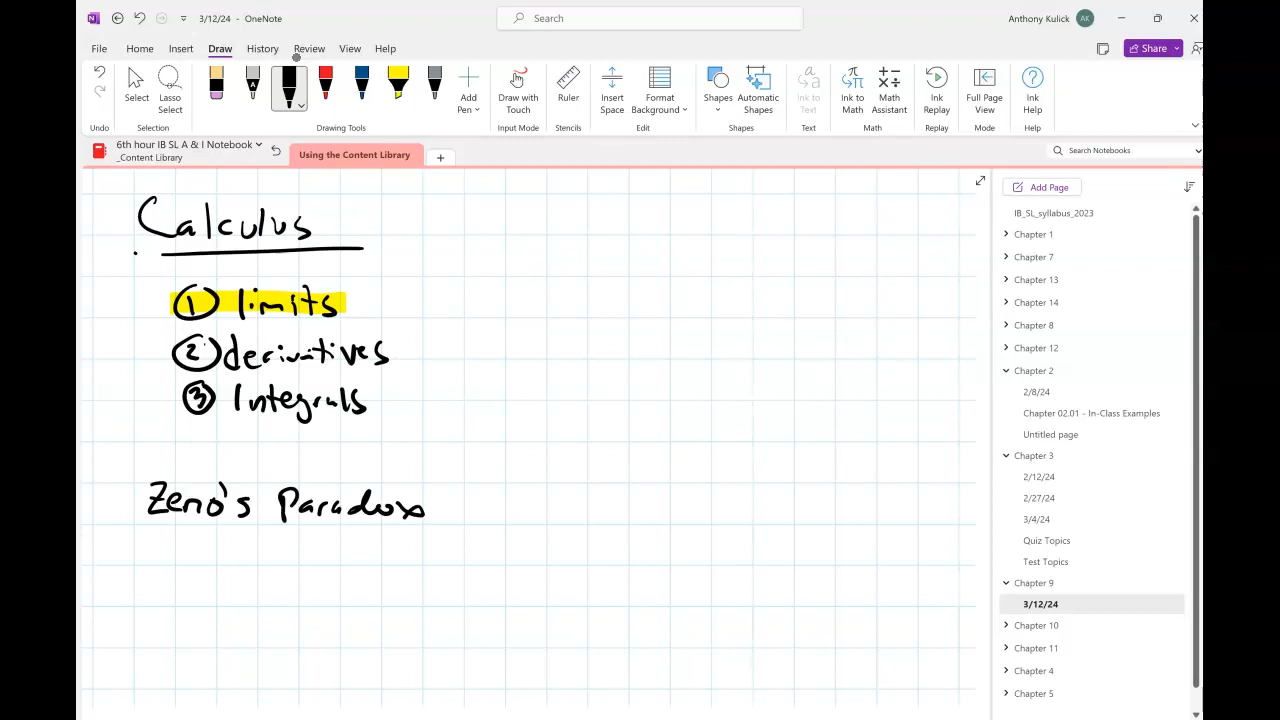 3/12/24 - OneNote
Search
Anthony Kulick
AK
File Home Insert Draw History Review View Help
Share
Undo
Select
Lasso Select
Add Pen
Draw with Touch
Ruler
Insert Space
Format Background
Shapes
Automatic Shapes
Ink to Text
Ink to Math
Math Assistant
Ink Replay
Full Page View
Ink Help
Selection
Drawing Tools
Input Mode
Stencils
Edit
Shapes
Text
Math
Replay
Mode
Help
6th hour IB SL A & I Notebook
_Content Library
Using the Content Library
Search Notebooks
Calculus
① limits
② derivatives
③ Integrals
Zeno's Paradox
Add Page
IB_SL_syllabus_2023
Chapter 1
Chapter 7
Chapter 13
Chapter 14
Chapter 8
Chapter 12
Chapter 2
2/8/24
Chapter 02.01 - In-Class Examples
Untitled page
Chapter 3
2/12/24
2/27/24
3/4/24
Quiz Topics
Test Topics
Chapter 9
3/12/24
Chapter 10
Chapter 11
Chapter 4
Chapter 5